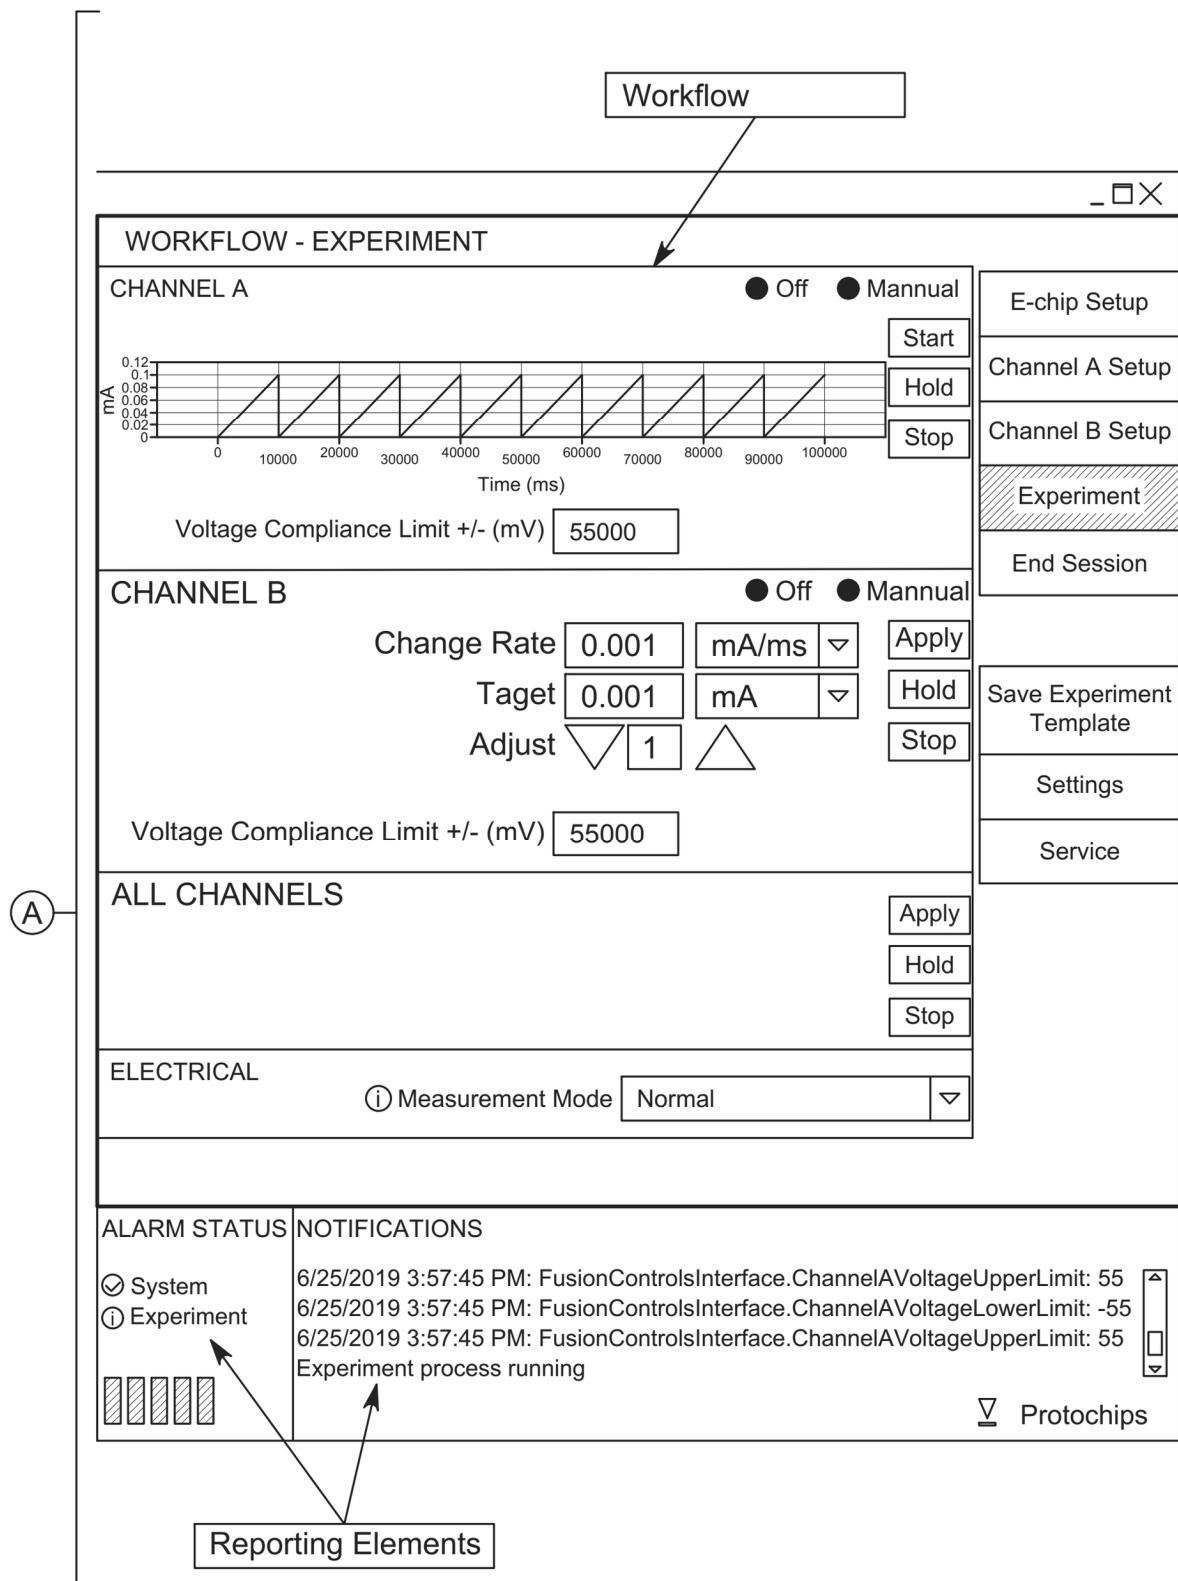 Workflow
WORKFLOW - EXPERIMENT
CHANNEL A
Off Mannual
Start
Hold
Stop
0.12
0.1
0.08
0.06
0.04
0.02
0
mA
0 10000 20000 30000 40000 50000 60000 70000 80000 90000 100000
Time (ms)
Voltage Compliance Limit +/- (mV) 55000
CHANNEL B
Off Mannual
Change Rate 0.001 mA/ms Apply
Taget 0.001 mA Hold
Adjust 1 Stop
Voltage Compliance Limit +/- (mV) 55000
ALL CHANNELS
Apply
Hold
Stop
ELECTRICAL
i Measurement Mode Normal
E-chip Setup
Channel A Setup
Channel B Setup
Experiment
End Session
Save Experiment
Template
Settings
Service
A
ALARM STATUS
System
i Experiment
NOTIFICATIONS
6/25/2019 3:57:45 PM: FusionControlsInterface.ChannelAVoltageUpperLimit: 55
6/25/2019 3:57:45 PM: FusionControlsInterface.ChannelAVoltageLowerLimit: -55
6/25/2019 3:57:45 PM: FusionControlsInterface.ChannelAVoltageUpperLimit: 55
Experiment process running
Protochips
Reporting Elements